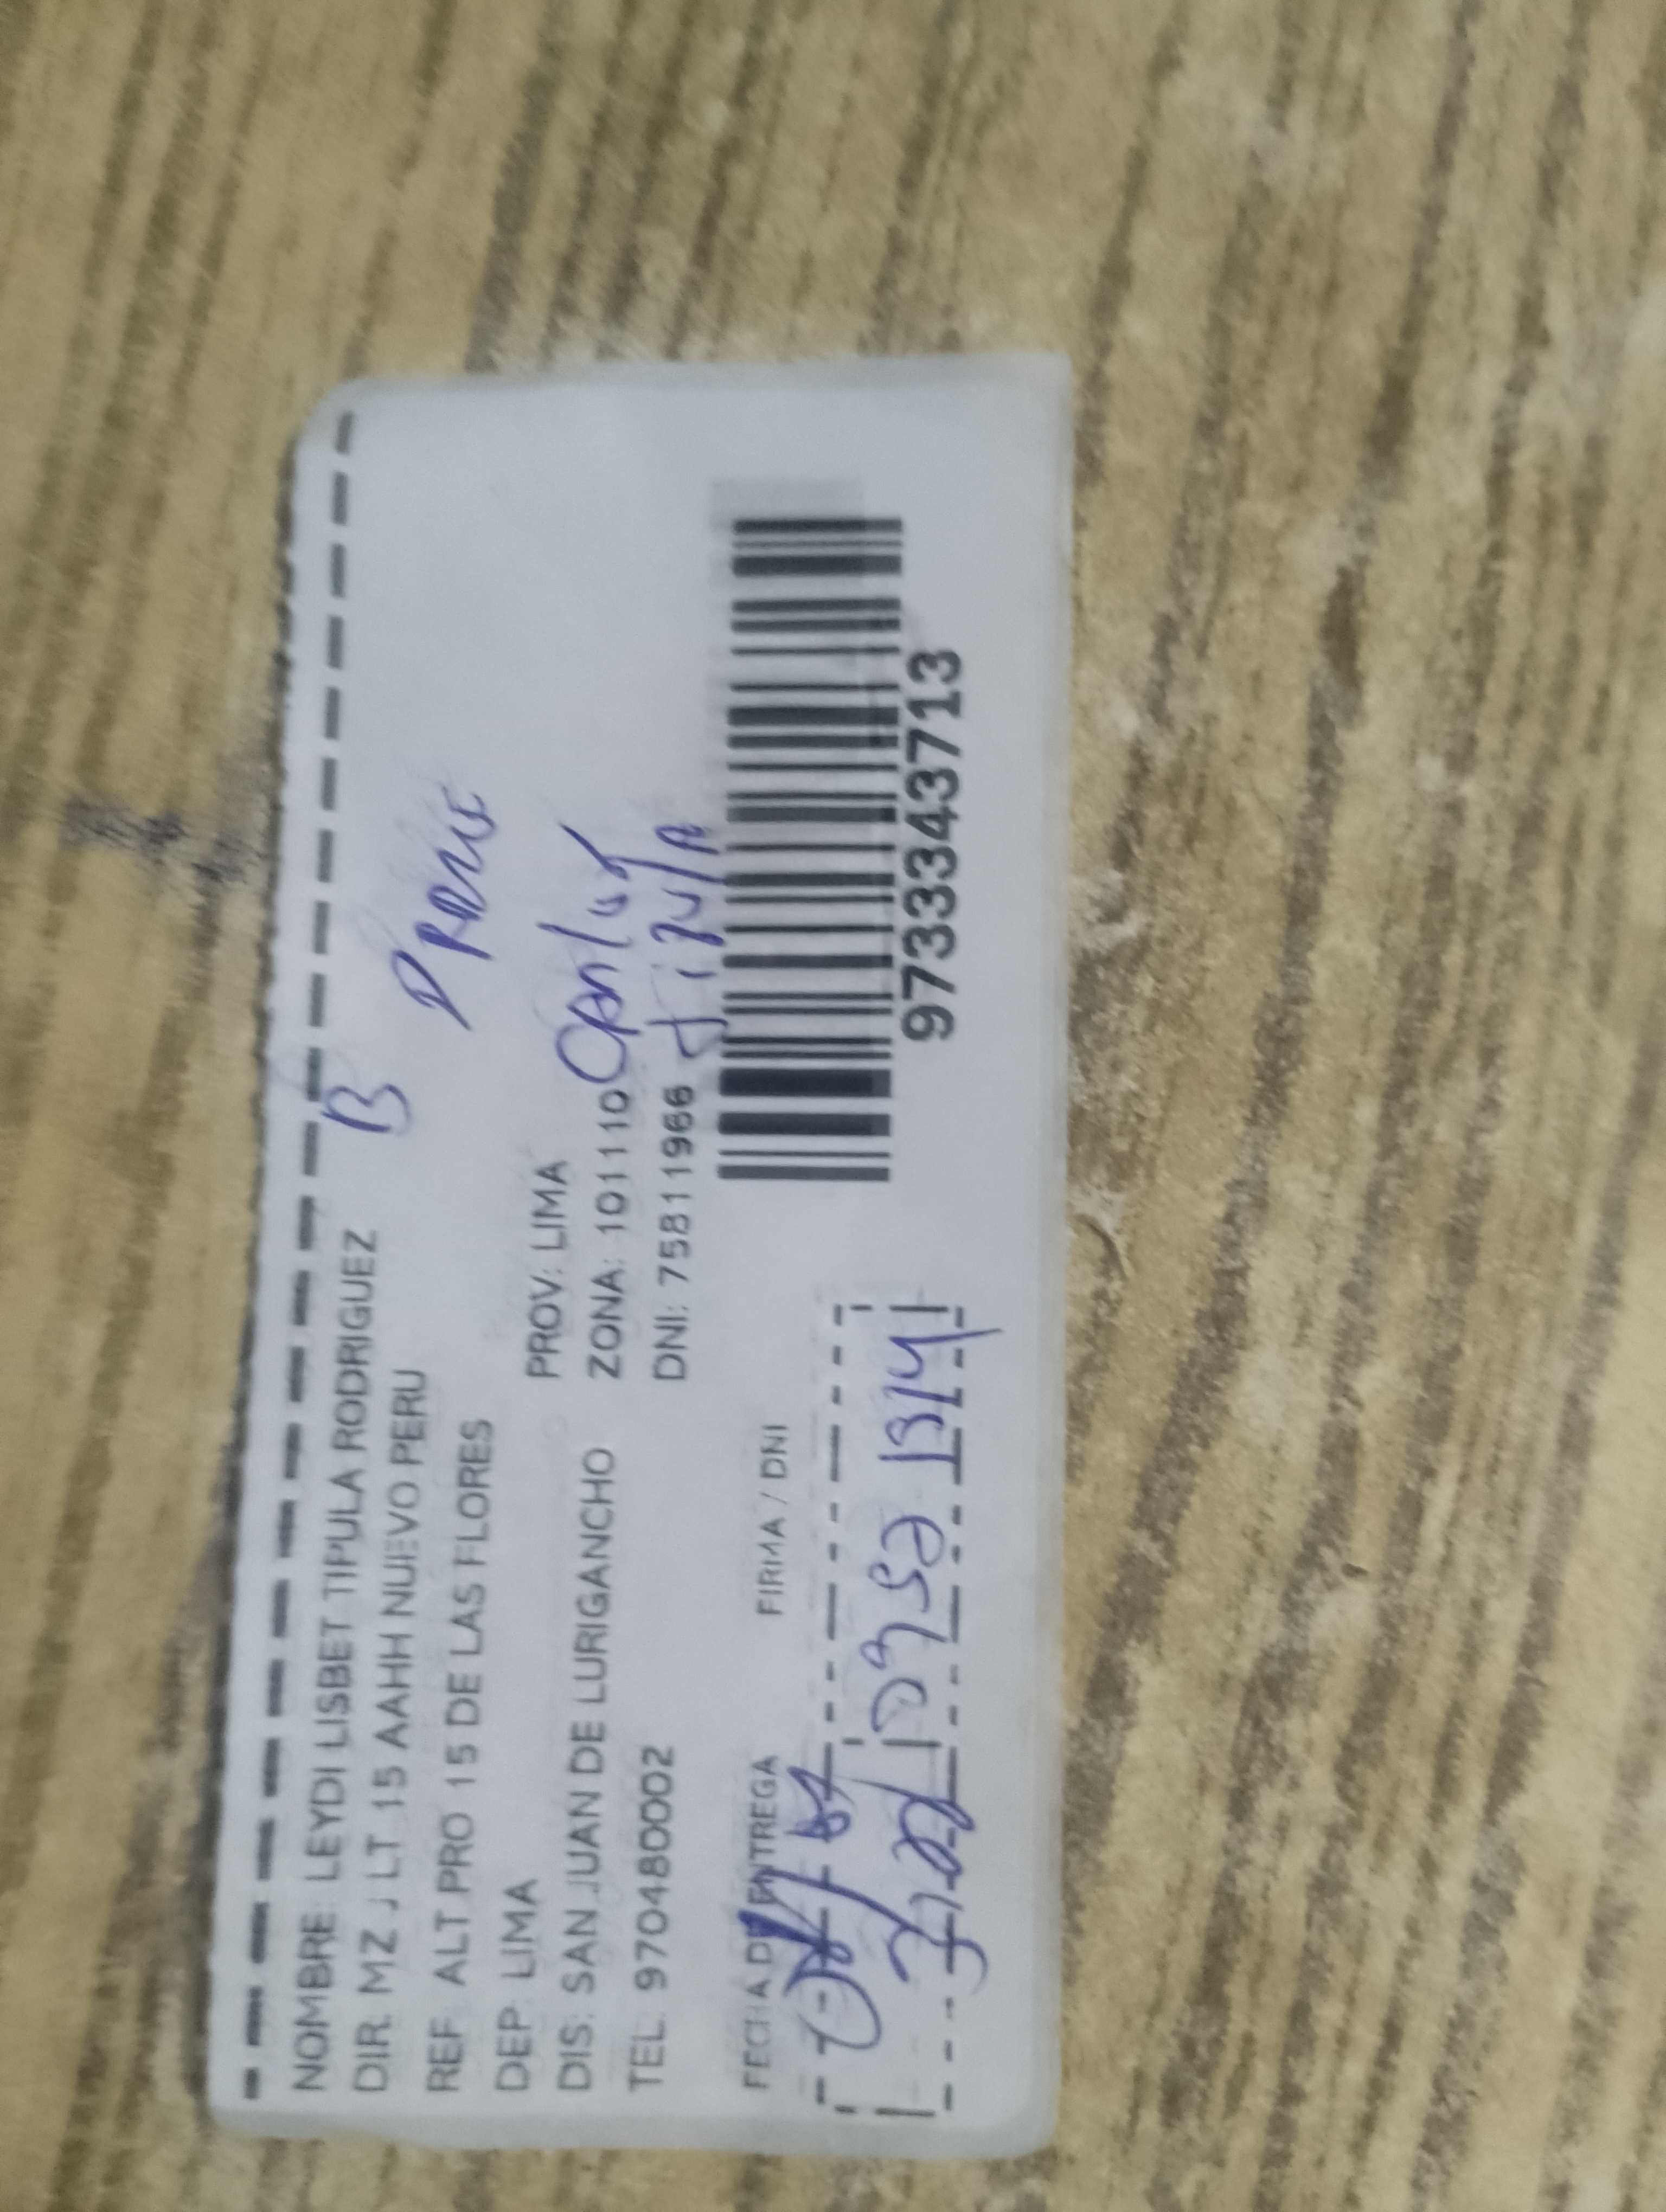 NOMBRE: LEYDI LISBET TIPULA RODRIGUEZ
B
DIR. MZ J LT 15 AAHH NUEVO PERU
REF: ALT PRO 15 DE LAS FLORES
DEP: LIMA PROV: LIMA
DIS: SAN JUAN DE LURIGANCHO ZONA: 101110
TEL. 970480002 DNI: 75811966
FECHA DE ENTREGA FIRMA / DNI
97333443713